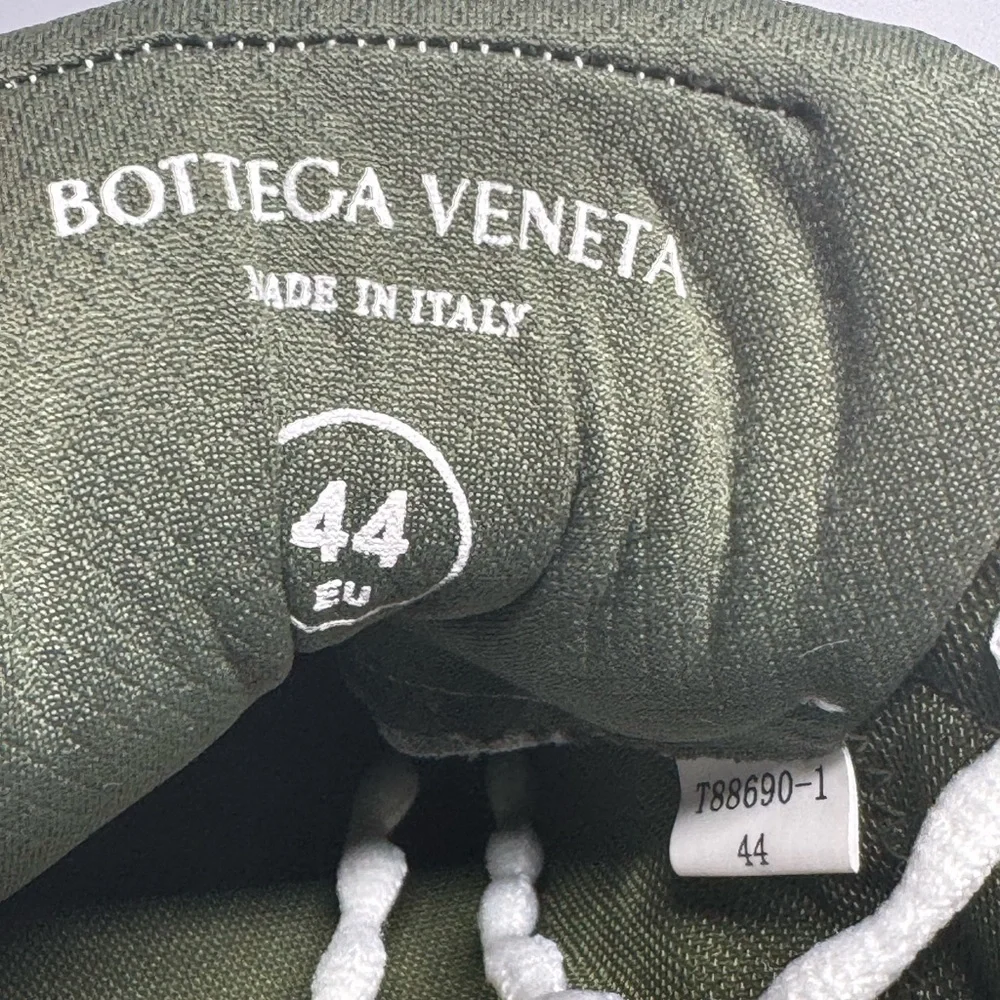 BOTTEGA VENETA
MADE IN ITALY
44
EU
T88690-1
44